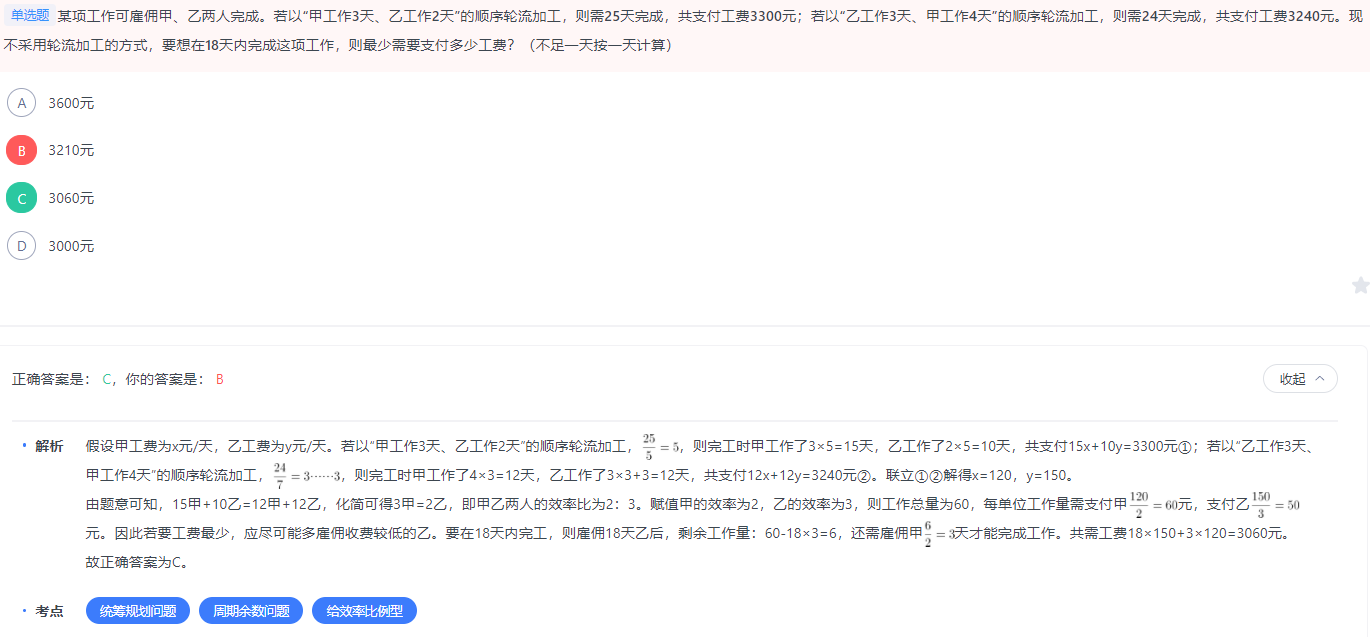 单选题 某项工作可雇佣甲、乙两人完成。若以“甲工作3天、乙工作2天”的顺序轮流加工，则需25天完成，共支付工费3300元；若以“乙工作3天、甲工作4天”的顺序轮流加工，则需24天完成，共支付工费3240元。现
不采用轮流加工的方式，要想在18天内完成这项工作，则最少需要支付多少工费？（不足一天按一天计算）
A 3600元
B 3210元
C 3060元
D 3000元
正确答案是： C，你的答案是： B
收起
解析 假设甲工费为x元/天，乙工费为y元/天。若以“甲工作3天、乙工作2天”的顺序轮流加工，25/5=5，则完工时甲工作了3×5=15天，乙工作了2×5=10天，共支付15x+10y=3300元①；若以“乙工作3天、
甲工作4天”的顺序轮流加工，24/7=3……3，则完工时甲工作了4×3=12天，乙工作了3×3+3=12天，共支付12x+12y=3240元②。联立①②解得x=120，y=150。
由题意可知，15甲+10乙=12甲+12乙，化简可得3甲=2乙，即甲乙两人的效率比为2：3。赋值甲的效率为2，乙的效率为3，则工作总量为60，每单位工作量需支付甲120/2=60元，支付乙150/3=50
元。因此若要工费最少，应尽可能多雇佣收费较低的乙。要在18天内完工，则雇佣18天乙后，剩余工作量：60-18×3=6，还需雇佣甲6/2=3天才能完成工作。共需工费18×150+3×120=3060元。
故正确答案为C。
考点 统筹规划问题 周期余数问题 给效率比例型